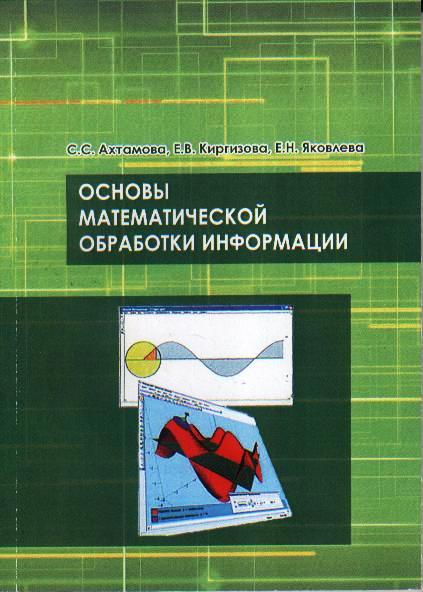 С.С. Ахтамова, Е.В. Киргизова, Е.Н. Яковлева
ОСНОВЫ
МАТЕМАТИЧЕСКОЙ
ОБРАБОТКИ ИНФОРМАЦИИ